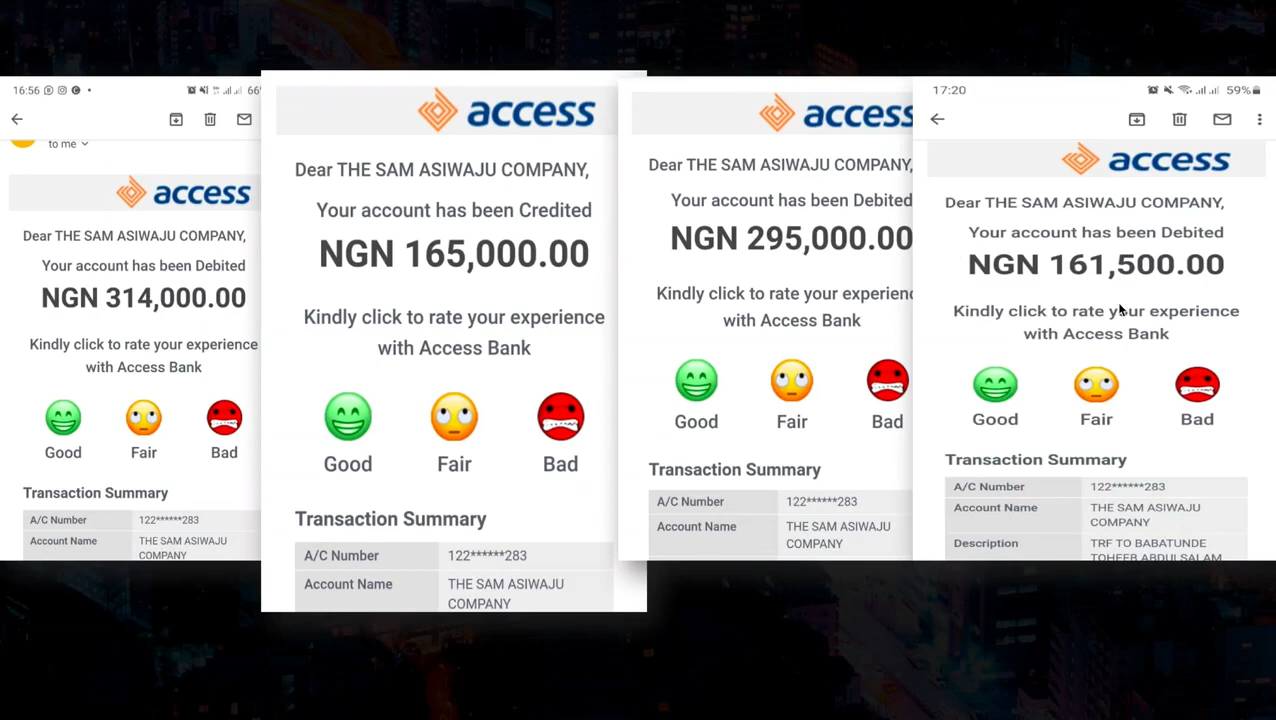 16:56
66
to me
access
Dear THE SAM ASIWAJU COMPANY,
Your account has been Debited
NGN 314,000.00
Kindly click to rate your experience
with Access Bank
Good Fair Bad
Transaction Summary
A/C Number 122******283
Account Name THE SAM ASIWAJU
COMPANY
access
Dear THE SAM ASIWAJU COMPANY,
Your account has been Credited
NGN 165,000.00
Kindly click to rate your experience
with Access Bank
Good Fair Bad
Transaction Summary
A/C Number 122******283
Account Name THE SAM ASIWAJU
COMPANY
access
Dear THE SAM ASIWAJU COMPANY,
Your account has been Debited
NGN 295,000.00
Kindly click to rate your experienc
with Access Bank
Good Fair Bad
Transaction Summary
A/C Number 122******283
Account Name THE SAM ASIWAJU
COMPANY
17:20 59%
access
Dear THE SAM ASIWAJU COMPANY,
Your account has been Debited
NGN 161,500.00
Kindly click to rate your experience
with Access Bank
Good Fair Bad
Transaction Summary
A/C Number 122******283
Account Name THE SAM ASIWAJU
COMPANY
Description TRF TO BABATUNDE
TOHEEB ABDULSALAM